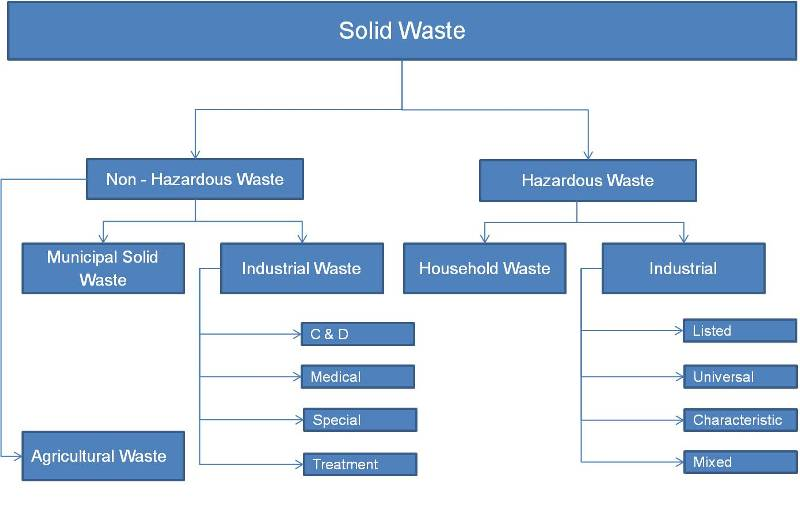 Solid Waste
Non - Hazardous Waste
Hazardous Waste
Municipal Solid
Waste
Industrial Waste
Household Waste
Industrial
C & D
Medical
Special
Treatment
Agricultural Waste
Listed
Universal
Characteristic
Mixed